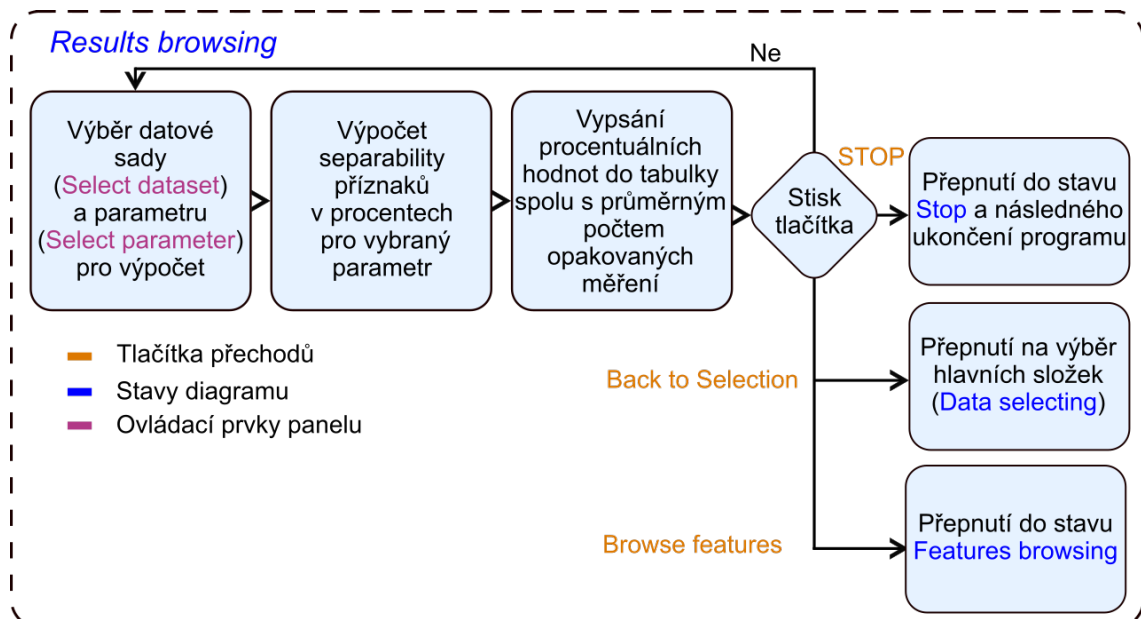 Results browsing
Ne
Výběr datové
sady
(Select dataset)
a parametru
(Select parameter)
pro výpočet
Výpočet
separability
příznaků
v procentech
pro vybraný
parametr
Vypsání
procentuálních
hodnot do tabulky
spolu s průměrným
počtem
opakovaných
měření
Stisk
tlačítka
STOP
Přepnutí do stavu
Stop a následného
ukončení programu
Back to Selection
Přepnutí na výběr
hlavních složek
(Data selecting)
Browse features
Přepnutí do stavu
Features browsing
Tlačítka přechodů
Stavy diagramu
Ovládací prvky panelu